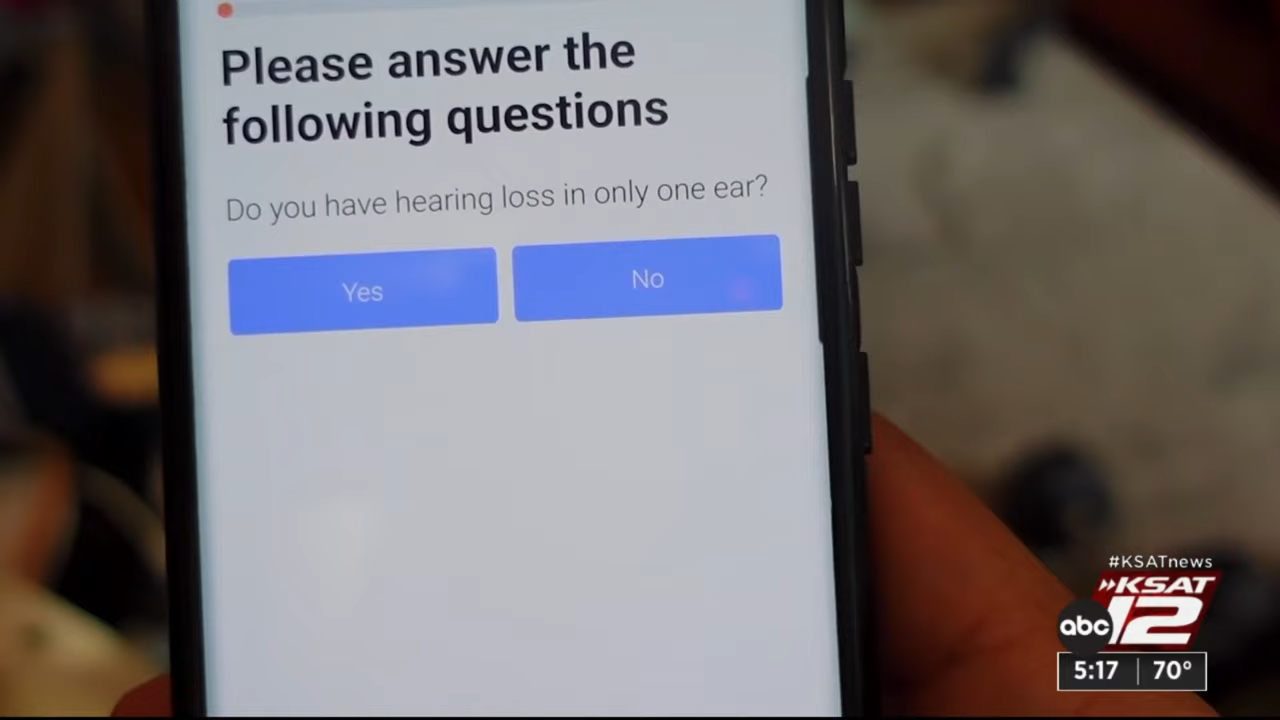 Please answer the
following questions
Do you have hearing loss in only one ear?
Yes
No
#KSATnews
KSAT
abc 12
5:17 70°